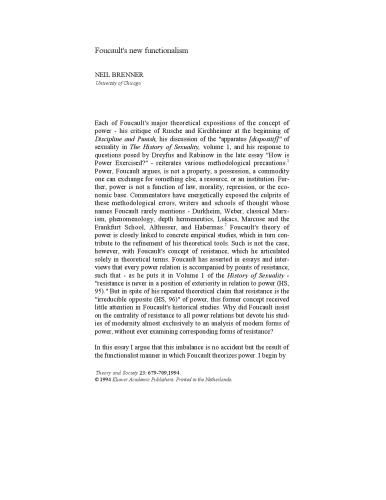 Foucault's new functionalism
NEIL BRENNER
University of Chicago
Each of Foucault's major theoretical expositions of the concept of
power - his critique of Rusche and Kirchheimer at the beginning of
Discipline and Punish, his discussion of the "apparatus [dispositif]" of
sexuality in The History of Sexuality, volume 1, and his response to
questions posed by Dreyfus and Rabinow in the late essay "How is
Power Exercised?" - reiterates various methodological precautions.1
Power, Foucault argues, is not a property, a possession, a commodity
one can exchange for something else, a resource, or an institution. Fur-
ther, power is not a function of law, morality, repression, or the eco-
nomic base. Commentators have energetically exposed the culprits of
these methodological errors, writers and schools of thought whose
names Foucault rarely mentions - Durkheim, Weber, classical Marx-
ism, phenomenology, depth hermeneutics, Lukacs, Marcuse and the
Frankfurt School, Althusser, and Habermas.2 Foucault's theory of
power is closely linked to concrete empirical studies, which in turn con-
tribute to the refinement of his theoretical tools. Such is not the case,
however, with Foucault's concept of resistance, which he articulated
solely in theoretical terms. Foucault has asserted in essays and inter-
views that every power relation is accompanied by points of resistance,
such that - as he puts it in Volume 1 of the History of Sexuality -
"resistance is never in a position of exteriority in relation to power (HS,
95)." But in spite of his repeated theoretical claim that resistance is the
"irreducible opposite (HS, 96)" of power, this former concept received
little attention in Foucault's historical studies. Why did Foucault insist
on the centrality of resistance to all power relations but devote his stud-
ies of modernity almost exclusively to an analysis of modern forms of
power, without ever examining corresponding forms of resistance?
In this essay I argue that this imbalance is no accident but the result of
the functionalist manner in which Foucault theorizes power. I begin by
Theory and Society 23: 679-709, 1994.
© 1994 Kluwer Academic Publishers. Printed in the Netherlands.